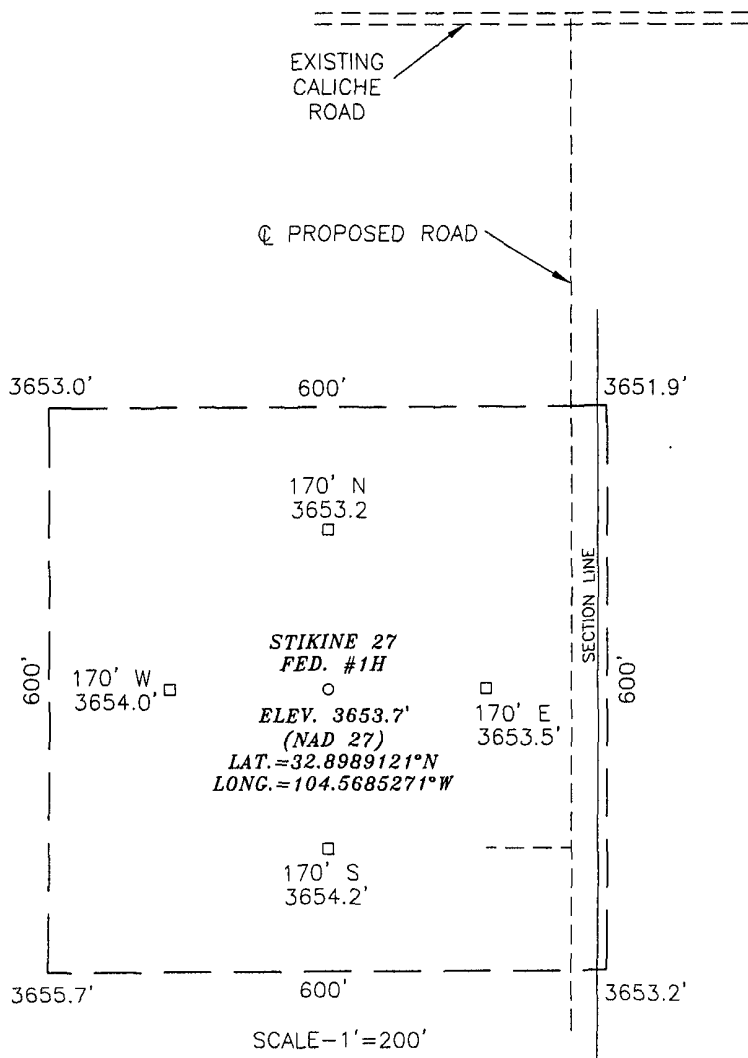 EXISTING
CALICHE
ROAD
℄ PROPOSED ROAD
3653.0'
600'
3651.9'
170' N
3653.2
SECTION LINE
STIKINE 27
FED. #1H
600'
170' W
3654.0'
170' E
3653.5'
600'
ELEV. 3653.7'
(NAD 27)
LAT.=32.8989121°N
LONG.=104.5685271°W
170' S
3654.2'
3655.7'
600'
3653.2'
SCALE-1'=200'